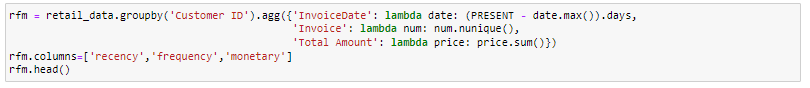 rfm = retail_data.groupby('Customer ID').agg({'InvoiceDate': lambda date: (PRESENT - date.max()).days,
'Invoice': lambda num: num.nunique(),
'Total Amount': lambda price: price.sum()})
rfm.columns=['recency','frequency','monetary']
rfm.head()